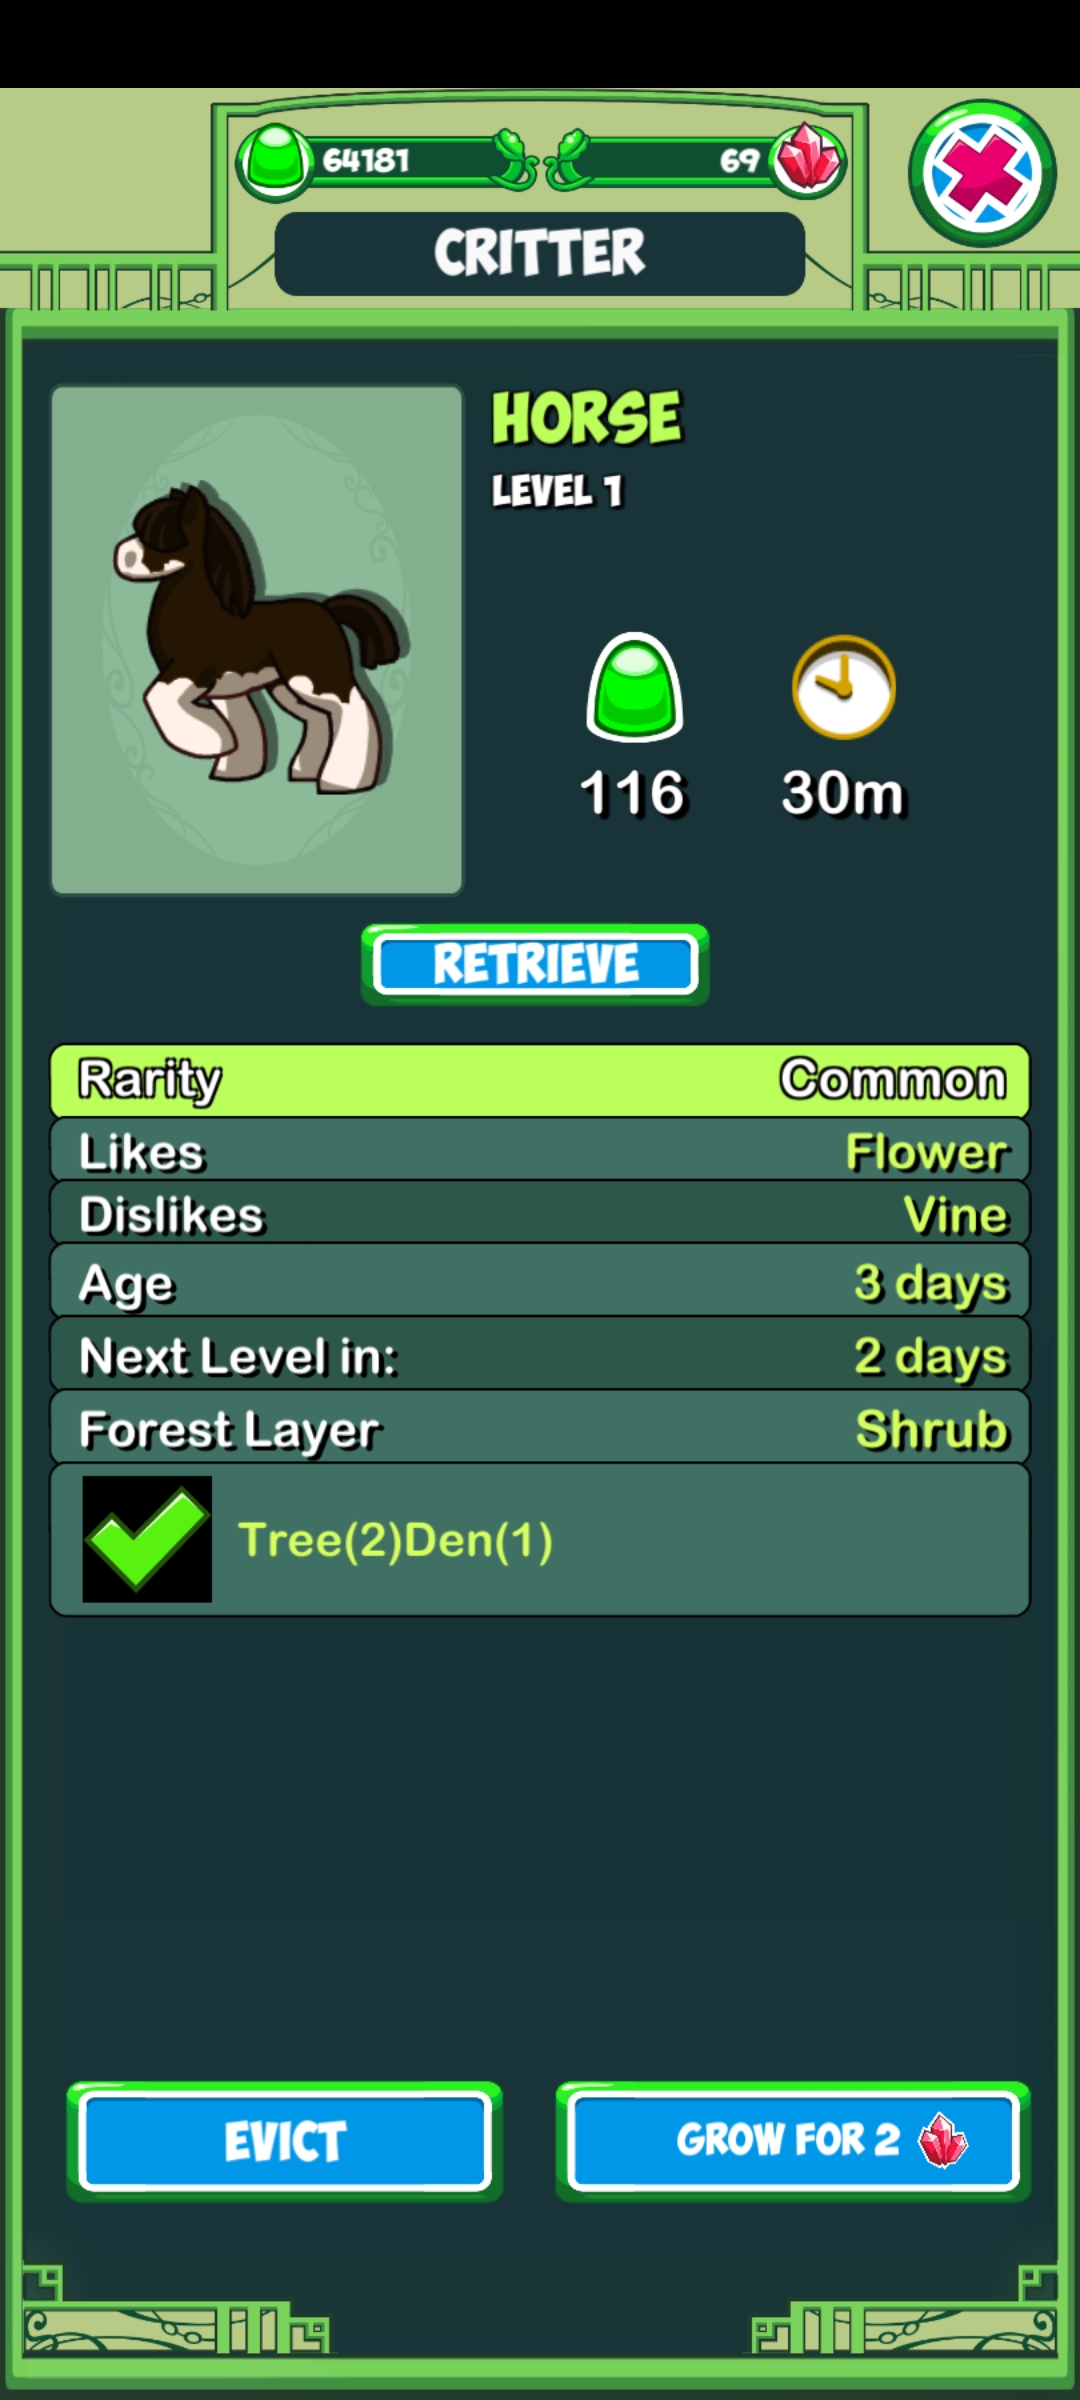 64181
69
CRITTER
HORSE
LEVEL 1
116
30m
RETRIEVE
Rarity Common
Likes Flower
Dislikes Vine
Age 3 days
Next Level in: 2 days
Forest Layer Shrub
Tree(2)Den(1)
EVICT
GROW FOR 2